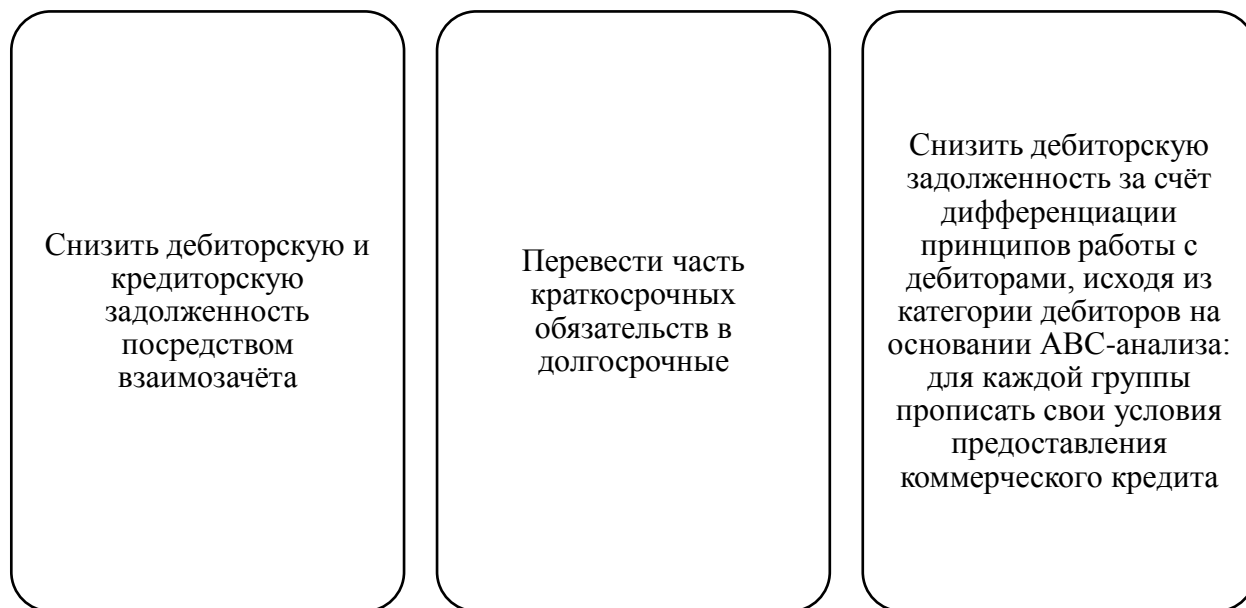 Снизить дебиторскую и
кредиторскую
задолженность
посредством
взаимозачёта
Перевести часть
краткосрочных
обязательств в
долгосрочные
Снизить дебиторскую
задолженность за счёт
дифференциации
принципов работы с
дебиторами, исходя из
категории дебиторов на
основании АВС-анализа:
для каждой группы
прописать свои условия
предоставления
коммерческого кредита